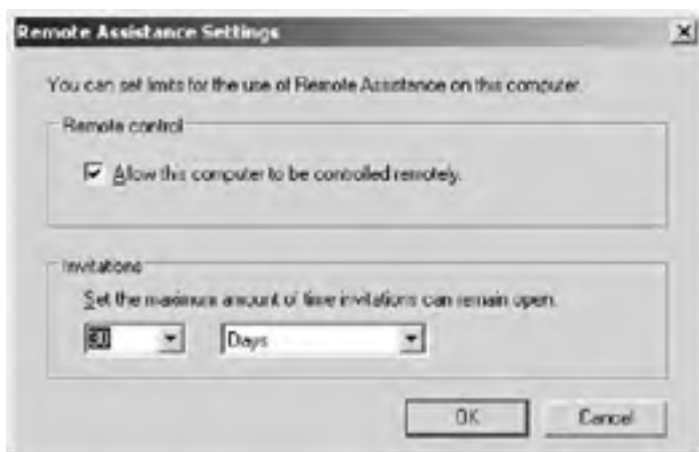 Remote Assistance Settings
You can set limits for the use of Remote Assistance on this computer.
Remote control
Allow this computer to be controlled remotely.
Invitations
Set the maximum amount of time invitations can remain open.
30 Days
OK Cancel